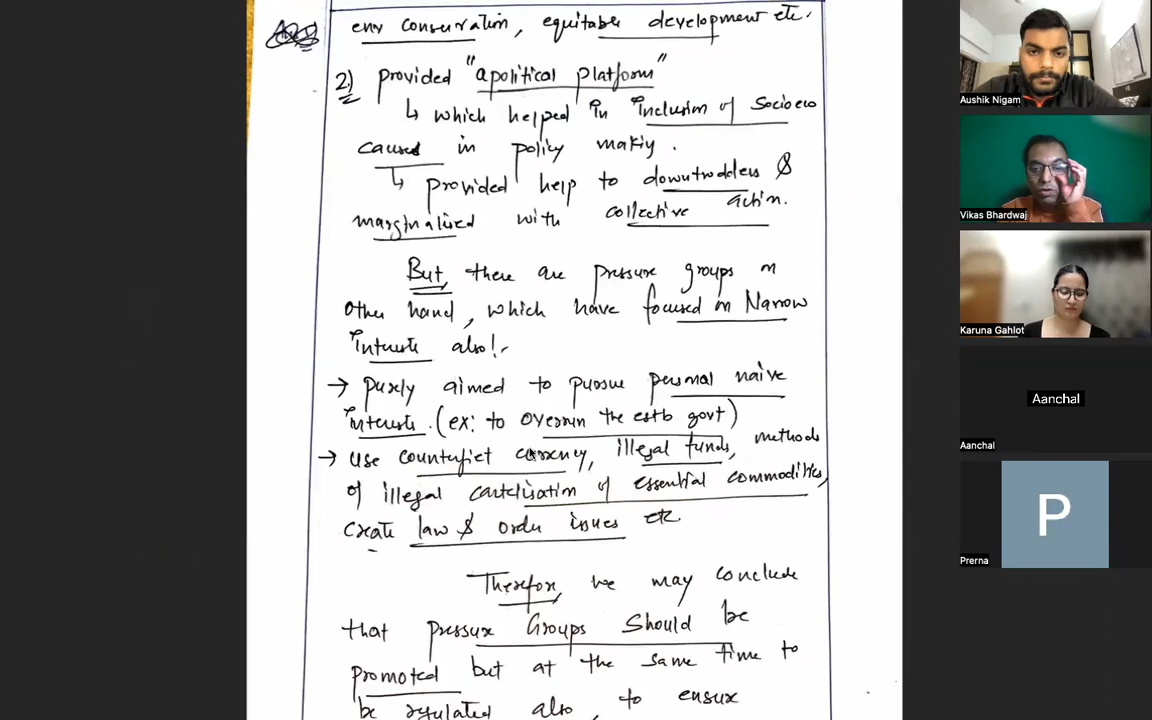 env conservation, equitable development etc.
2) provided "apolitical platform"
↳ which helped in inclusion of Socioeco
causes in policy making.
↳ provided help to downtrodders &
marginalised with collective action.
But, there are pressure groups on
other hand, which have focused on Narrow
interests also!-
→ purely aimed to pursue personal naive
interests. (ex: to overrun the estb govt)
→ use counterfiet currency, illegal funds, methods
of illegal cartelisation of essential commodities,
create law & order issues etc.
Therefore, we may conclude
that pressure Groups Should be
promoted but at the same time to
be regulated also, to ensure
Aushik Nigam
Vikas Bhardwaj
Karuna Gahlot
Aanchal
Aanchal
P
Prerna